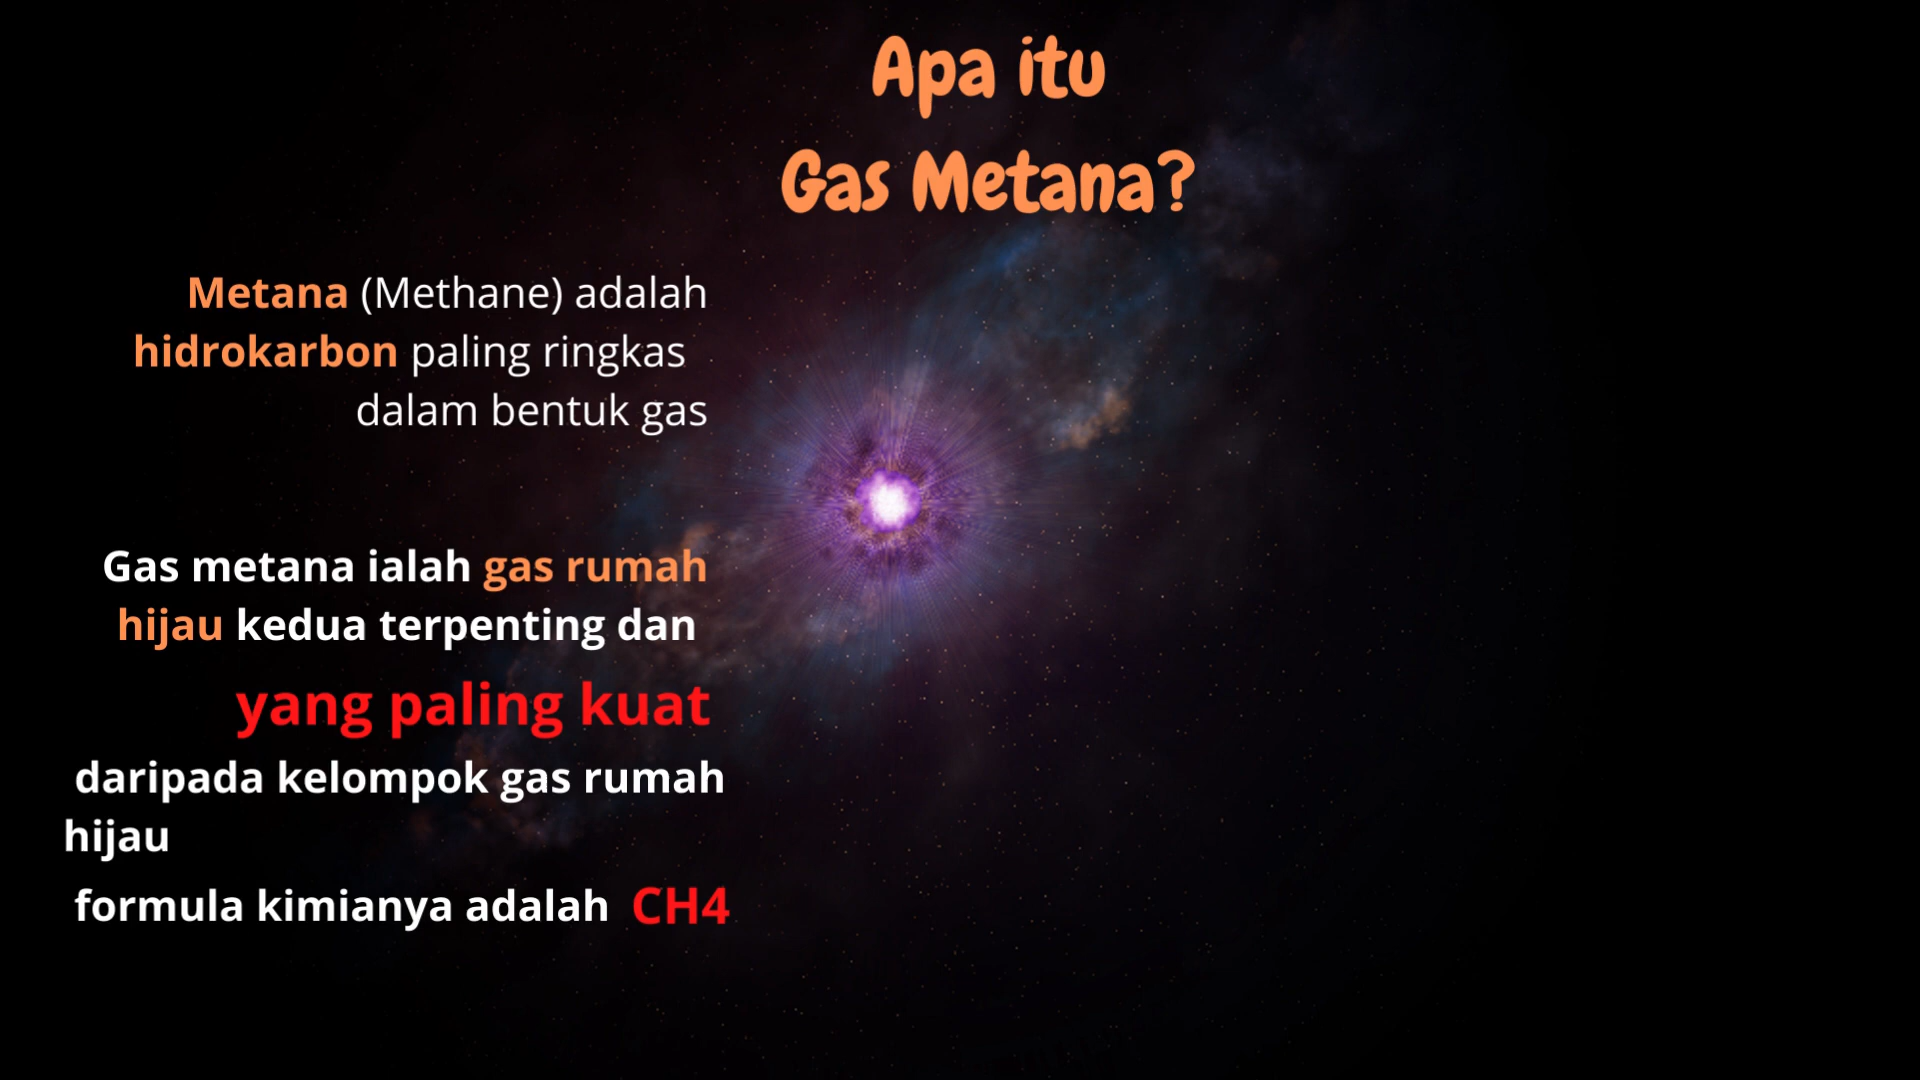 Apa itu
Gas Metana?
Metana (Methane) adalah
hidrokarbon paling ringkas
dalam bentuk gas
Gas metana ialah gas rumah
hijau kedua terpenting dan
yang paling kuat
daripada kelompok gas rumah
hijau
formula kimianya adalah CH4